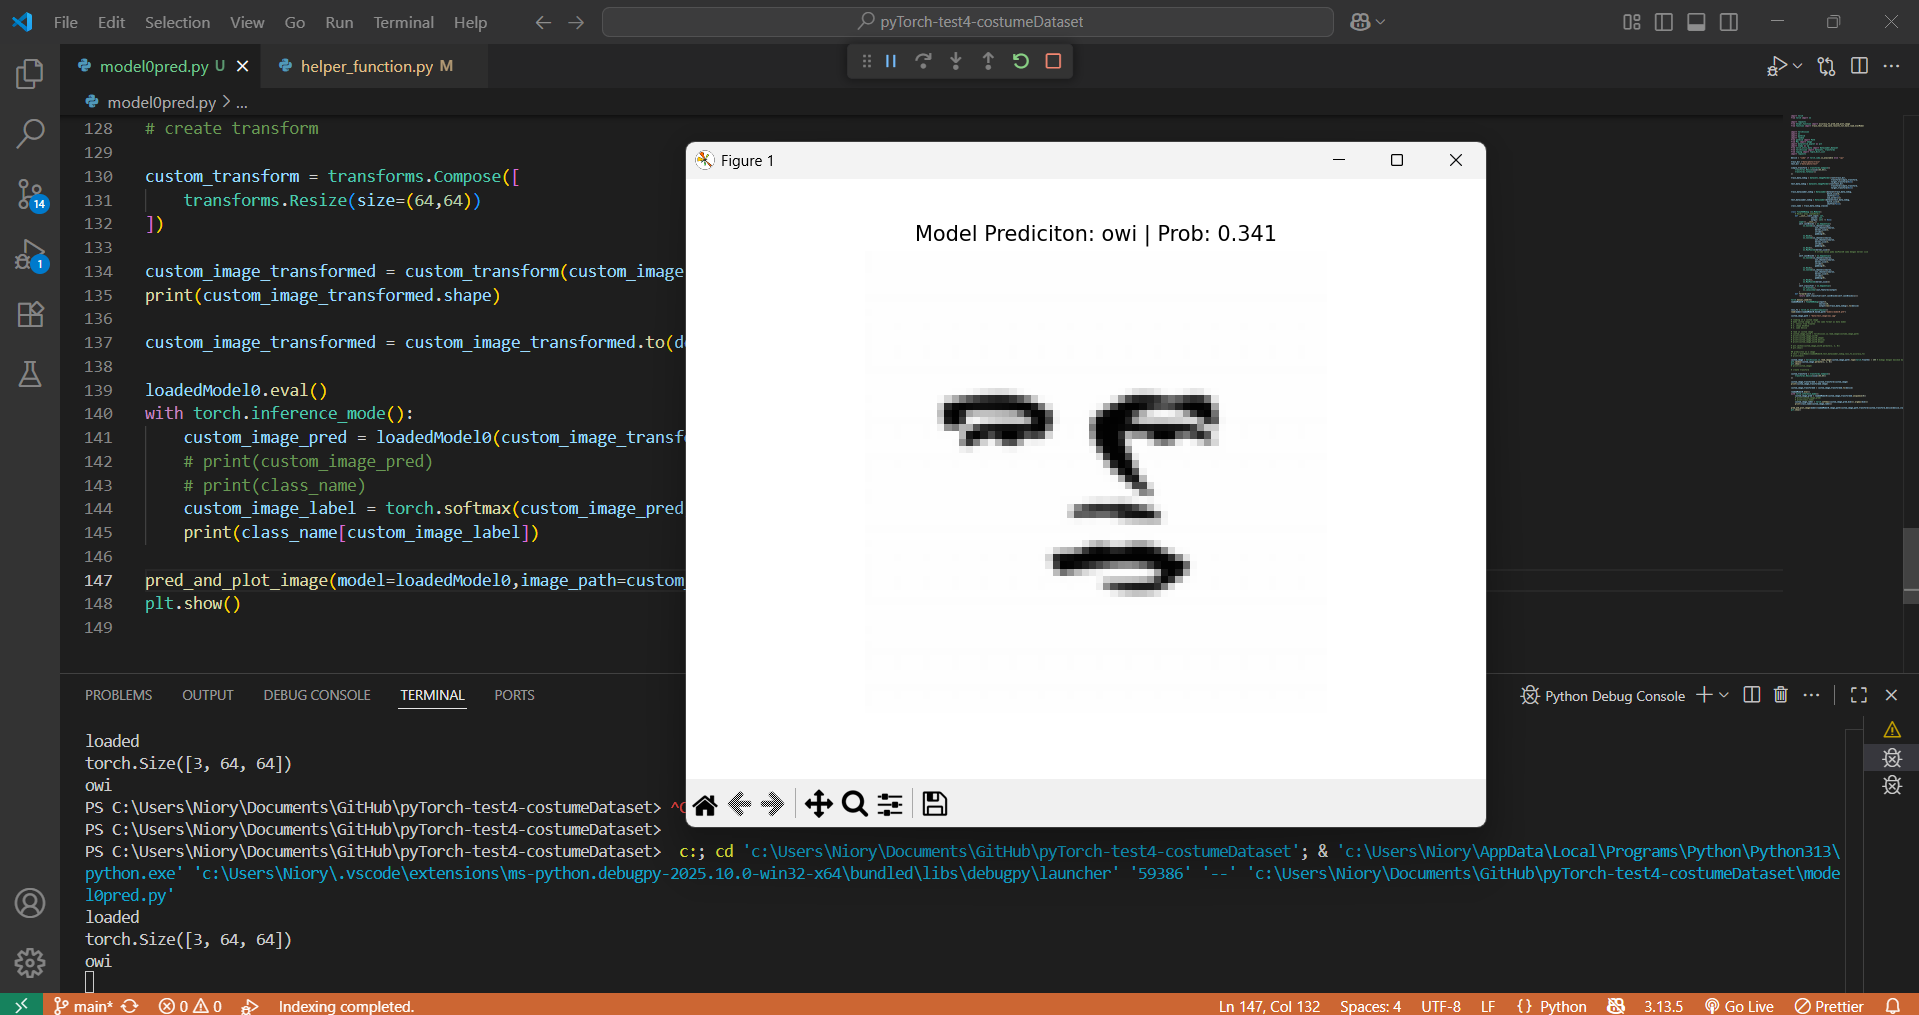 File Edit Selection View Go Run Terminal Help
pyTorch-test4-costumeDataset
model0pred.py U
helper_function.py M
model0pred.py > ...
128 # create transform
129
130 custom_transform = transforms.Compose([
131 transforms.Resize(size=(64,64))
132 ])
133
134 custom_image_transformed = custom_transform(custom_image
135 print(custom_image_transformed.shape)
136
137 custom_image_transformed = custom_image_transformed.to(de
138
139 loadedModel0.eval()
140 with torch.inference_mode():
141 custom_image_pred = loadedModel0(custom_image_transf
142 # print(custom_image_pred)
143 # print(class_name)
144 custom_image_label = torch.softmax(custom_image_pred
145 print(class_name[custom_image_label])
146
147 pred_and_plot_image(model=loadedModel0,image_path=custom_
148 plt.show()
149
Figure 1
Model Prediciton: owi | Prob: 0.341
PROBLEMS OUTPUT DEBUG CONSOLE TERMINAL PORTS
Python Debug Console
loaded
torch.Size([3, 64, 64])
owi
PS C:\Users\Niory\Documents\GitHub\pyTorch-test4-costumeDataset> ^C
PS C:\Users\Niory\Documents\GitHub\pyTorch-test4-costumeDataset>
PS C:\Users\Niory\Documents\GitHub\pyTorch-test4-costumeDataset> c:; cd 'c:\Users\Niory\Documents\GitHub\pyTorch-test4-costumeDataset'; & 'c:\Users\Niory\AppData\Local\Programs\Python\Python313\
python.exe' 'c:\Users\Niory\.vscode\extensions\ms-python.debugpy-2025.10.0-win32-x64\bundled\libs\debugpy\launcher' '59386' '--' 'c:\Users\Niory\Documents\GitHub\pyTorch-test4-costumeDataset\mode
l0pred.py'
loaded
torch.Size([3, 64, 64])
owi
14
1
main* 0 0 Indexing completed.
Ln 147, Col 132 Spaces: 4 UTF-8 LF {} Python 3.13.5 Go Live Prettier